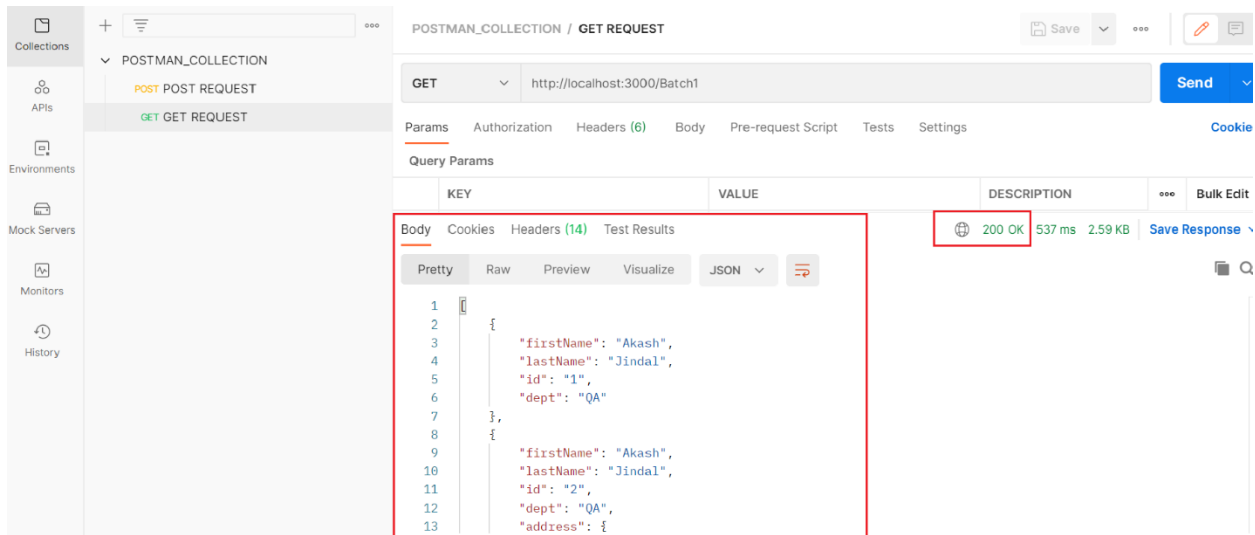 Collections
APIs
Environments
Mock Servers
Monitors
History
POSTMAN_COLLECTION
POST POST REQUEST
GET GET REQUEST
POSTMAN_COLLECTION / GET REQUEST
Save
GET http://localhost:3000/Batch1
Send
Params Authorization Headers (6) Body Pre-request Script Tests Settings Cookie
Query Params
KEY VALUE DESCRIPTION Bulk Edit
Body Cookies Headers (14) Test Results
200 OK 537 ms 2.59 KB Save Response
Pretty Raw Preview Visualize JSON
1 [
2 {
3 "firstName": "Akash",
4 "lastName": "Jindal",
5 "id": "1",
6 "dept": "QA"
7 },
8 {
9 "firstName": "Akash",
10 "lastName": "Jindal",
11 "id": "2",
12 "dept": "QA",
13 "address": {